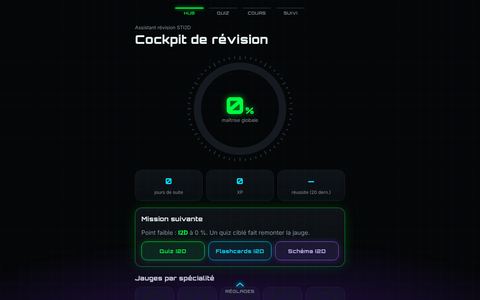 HUB QUIZ COURS SUIVI
Assistant révision STI2D
Cockpit de révision
0%
maîtrise globale
0 0 —
jours de suite XP réussite (20 dern.)
Mission suivante
Point faible : I2D à 0 %. Un quiz ciblé fait remonter la jauge.
Quiz I2D Flashcards I2D Schéma I2D
Jauges par spécialité
RÉGLAGES